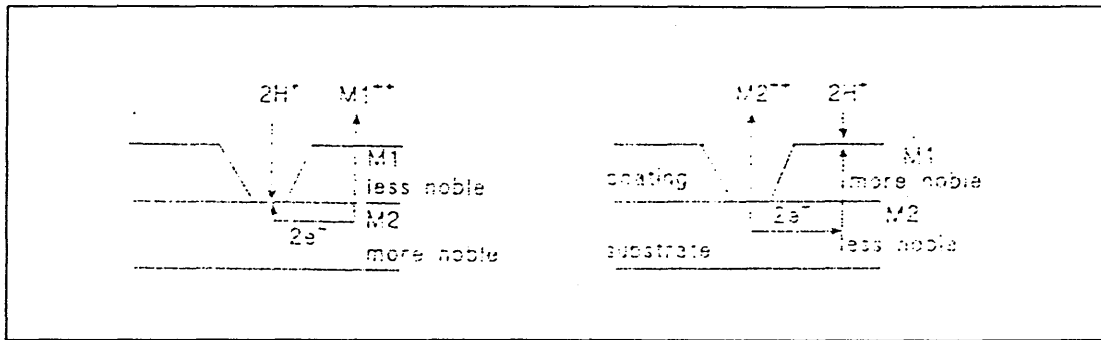 2H⁺ M1⁺⁺
M1
less noble
M2
2e⁻
more noble
M2⁺⁺ 2H⁺
M1
coating more noble
2e⁻ M2
substrate less noble